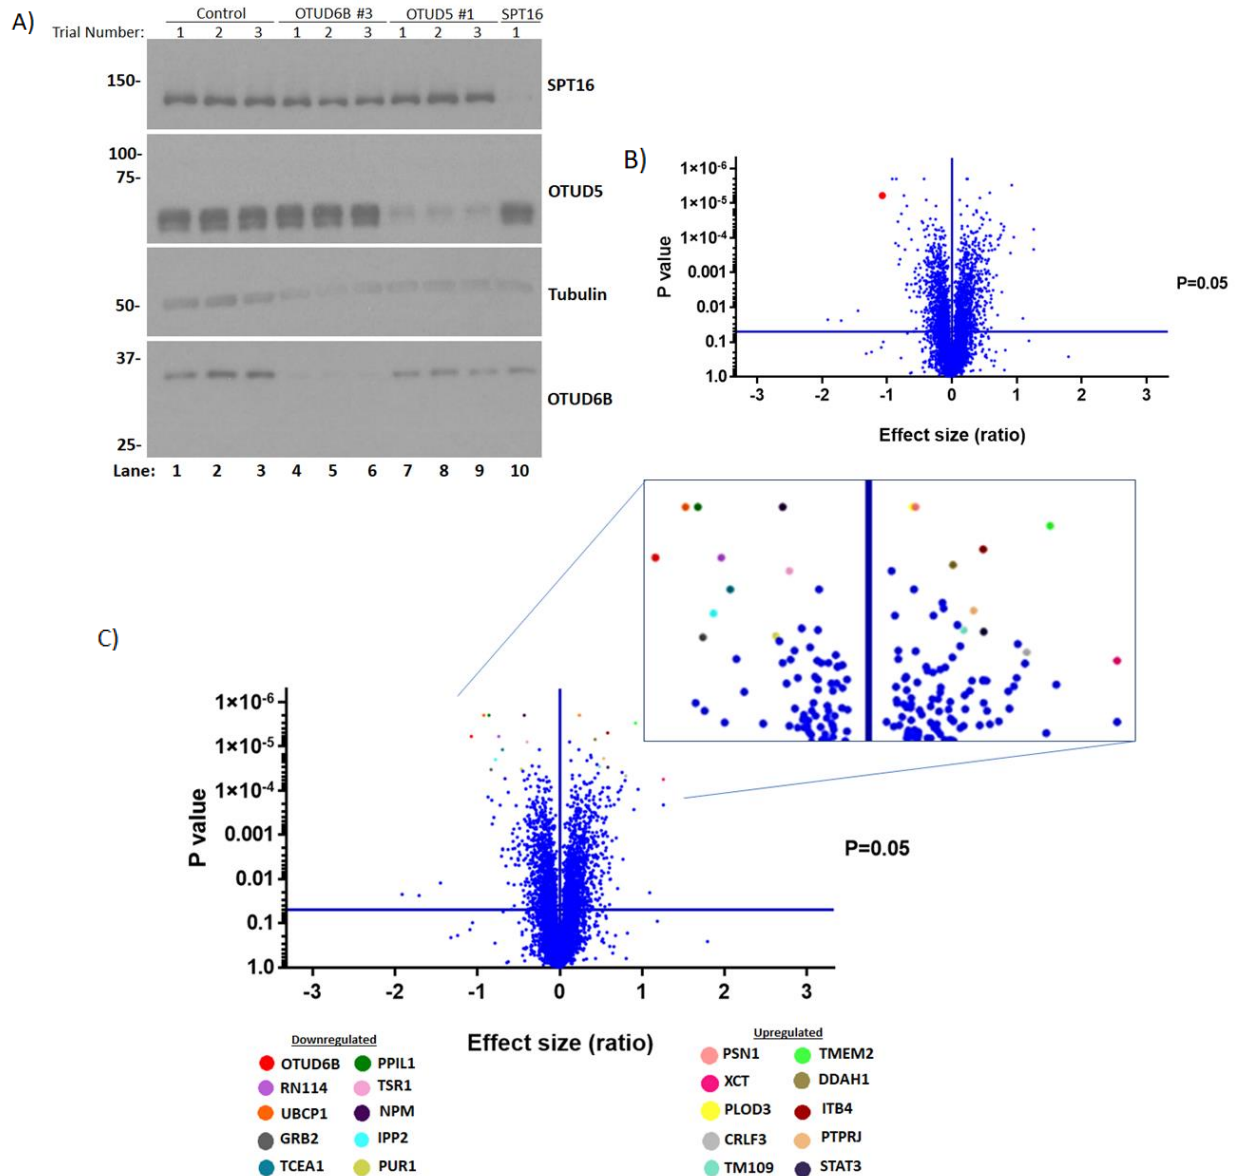 A)
Control OTUD6B #3 OTUD5 #1 SPT16
Trial Number: 1 2 3 1 2 3 1 2 3 1
150-
SPT16
100-
75-
OTUD5
50-
Tubulin
37-
OTUD6B
25-
Lane: 1 2 3 4 5 6 7 8 9 10
B)
1×10-6
1×10-5
1×10-4
0.001
0.01
0.1
1.0
P value
P=0.05
-3 -2 -1 0 1 2 3
Effect size (ratio)
C)
1×10-6
1×10-5
1×10-4
0.001
0.01
0.1
1.0
P value
P=0.05
-3 -2 -1 0 1 2 3
Effect size (ratio)
Downregulated
OTUD6B PPIL1
RN114 TSR1
UBCP1 NPM
GRB2 IPP2
TCEA1 PUR1
Upregulated
PSN1 TMEM2
XCT DDAH1
PLOD3 ITB4
CRLF3 PTPRJ
TM109 STAT3